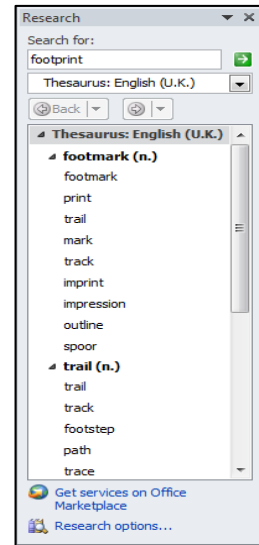 Research
Search for:
footprint
Thesaurus: English (U.K.)
Back
Thesaurus: English (U.K.)
footmark (n.)
footmark
print
trail
mark
track
imprint
impression
outline
spoor
trail (n.)
trail
track
footstep
path
trace
Get services on Office
Marketplace
Research options...